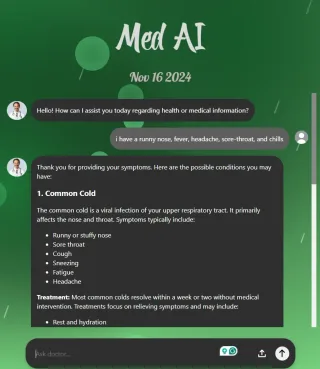 Med AI
Nov 16 2024
Hello! How can I assist you today regarding health or medical information?
i have a runny nose, fever, headache, sore-throat, and chills
Thank you for providing your symptoms. Here are the possible conditions you may
have:
1. Common Cold
The common cold is a viral infection of your upper respiratory tract. It primarily
affects the nose and throat. Symptoms typically include:
• Runny or stuffy nose
• Sore throat
• Cough
• Sneezing
• Fatigue
• Headache
Treatment: Most common colds resolve within a week or two without medical
intervention. Treatments focus on relieving symptoms and may include:
• Rest and hydration
Ask doctor...